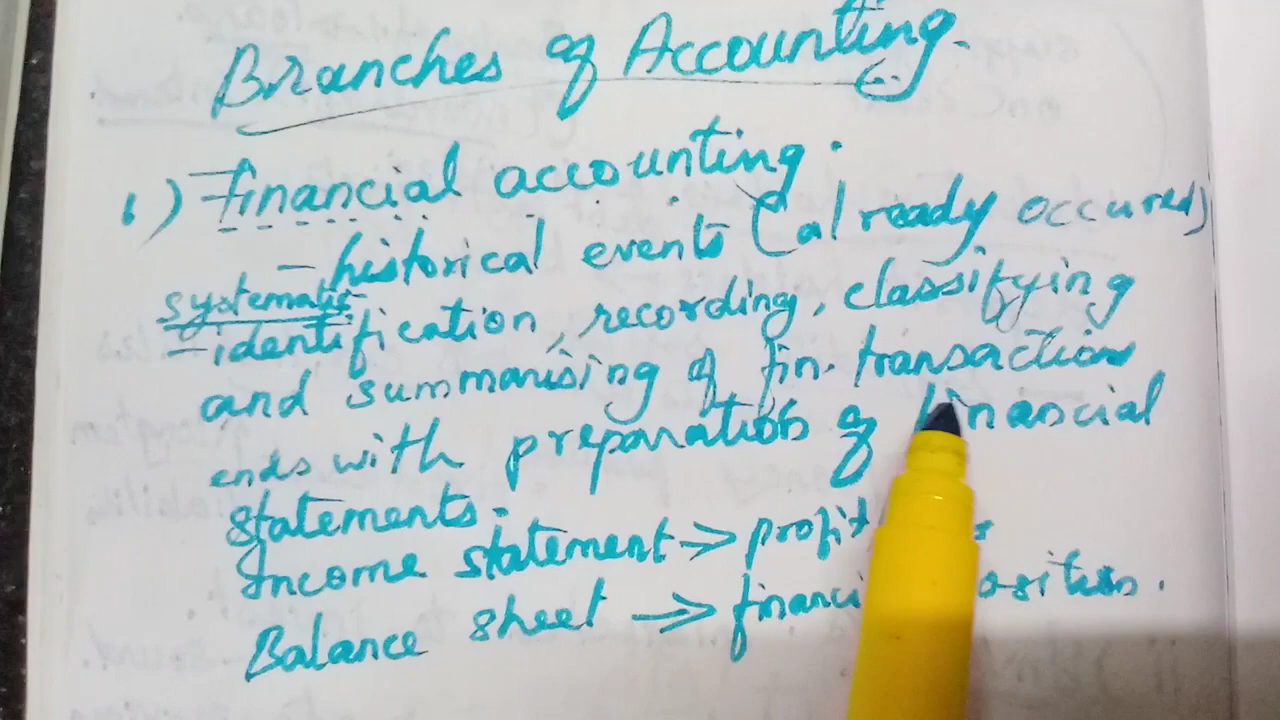 Branches of Accounting.
1) Financial accounting.
- historical events (already occured)
systematic
- identification, recording, classifying
and summarising of fin. transaction
ends with preparation of financial
statements.
Income statement → profit
Balance sheet → financi